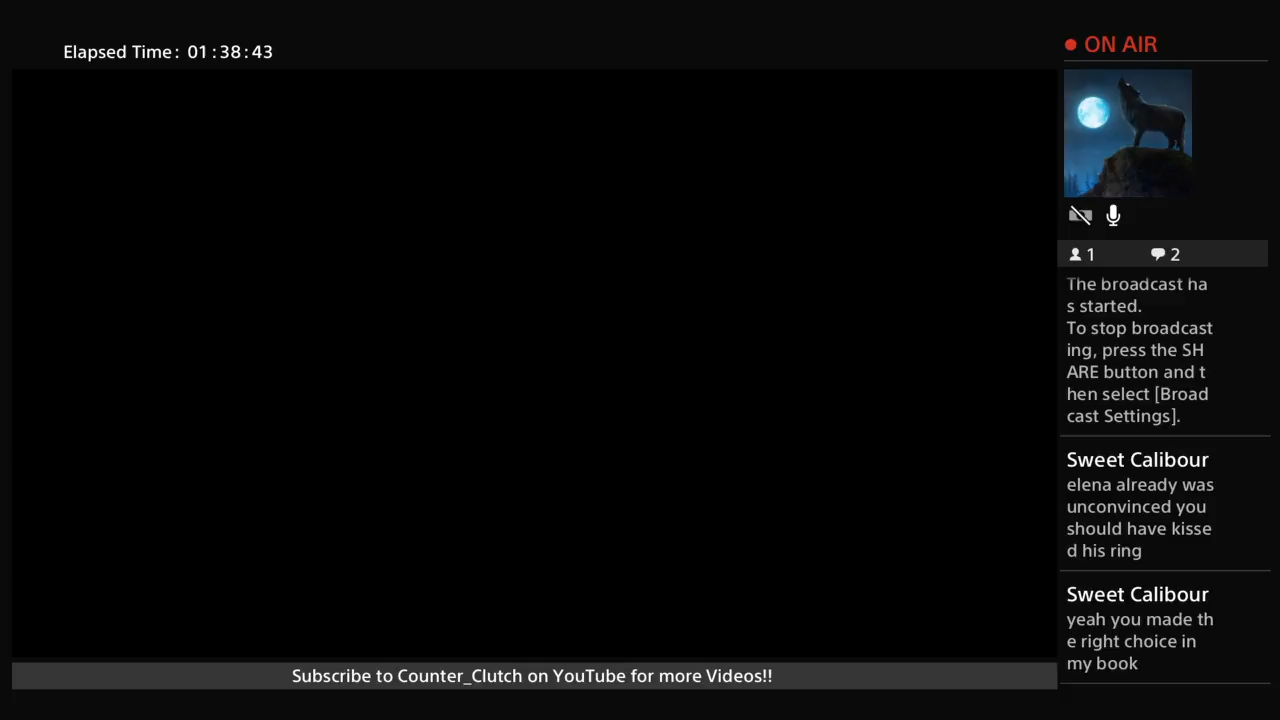 Elapsed Time: 01:38:43
ON AIR
1 2
The broadcast ha
s started.
To stop broadcast
ing, press the SH
ARE button and t
hen select [Broad
cast Settings].
Sweet Calibour
elena already was
unconvinced you
should have kisse
d his ring
Sweet Calibour
yeah you made th
e right choice in
my book
Subscribe to Counter_Clutch on YouTube for more Videos!!